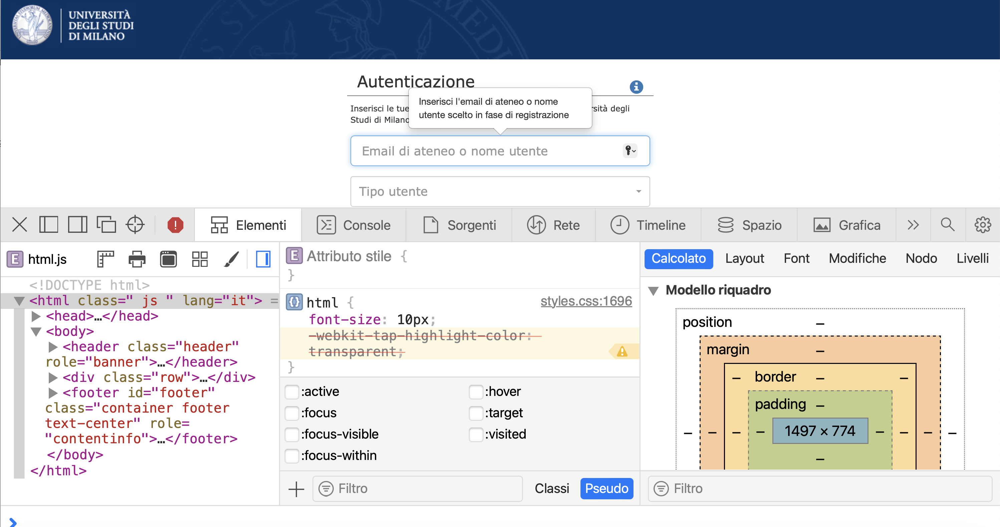 UNIVERSITÀ
DEGLI STUDI
DI MILANO
Autenticazione
Inserisci l'email di ateneo o nome
utente scelto in fase di registrazione
Inserisci le tue
rsità degli
Studi di Milano
Email di ateneo o nome utente
Tipo utente
Elementi
Console
Sorgenti
Rete
Timeline
Spazio
Grafica
E html.js
<!DOCTYPE html>
<html class=" js " lang="it"> =
<head>…</head>
<body>
<header class="header"
role="banner">…</header>
<div class="row">…</div>
<footer id="footer"
class="container footer
text-center" role=
"contentinfo">…</footer>
</body>
</html>
E Attributo stile {
}
{} html {
styles.css:1696
font-size: 10px;
-webkit-tap-highlight-color:
transparent;
}
:active
:hover
:focus
:target
:focus-visible
:visited
:focus-within
Filtro
Classi
Pseudo
Calcolato
Layout
Font
Modifiche
Nodo
Livelli
Modello riquadro
position –
margin –
– border – –
padding –
– – – – 1497 × 774 – – – –
–
Filtro